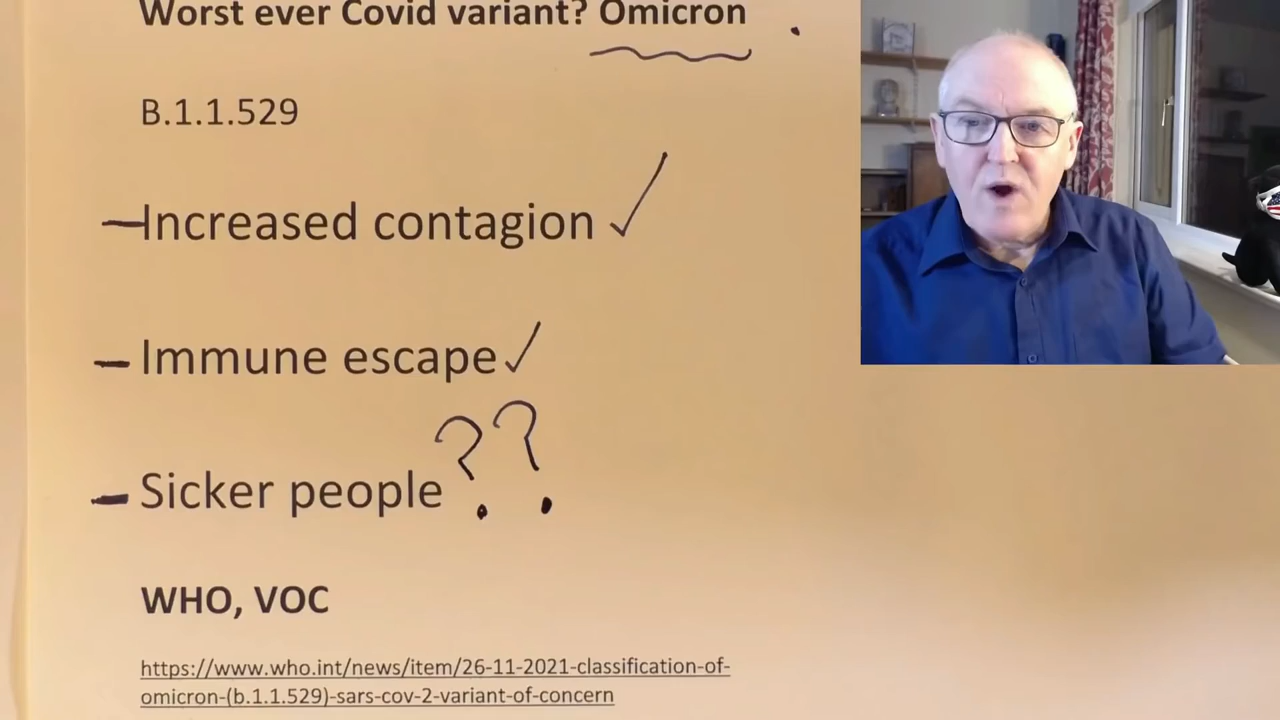 Worst ever Covid variant? Omicron
B.1.1.529
Increased contagion ✓
Immune escape ✓
Sicker people ??
WHO, VOC
https://www.who.int/news/item/26-11-2021-classification-of-
omicron-(b.1.1.529)-sars-cov-2-variant-of-concern